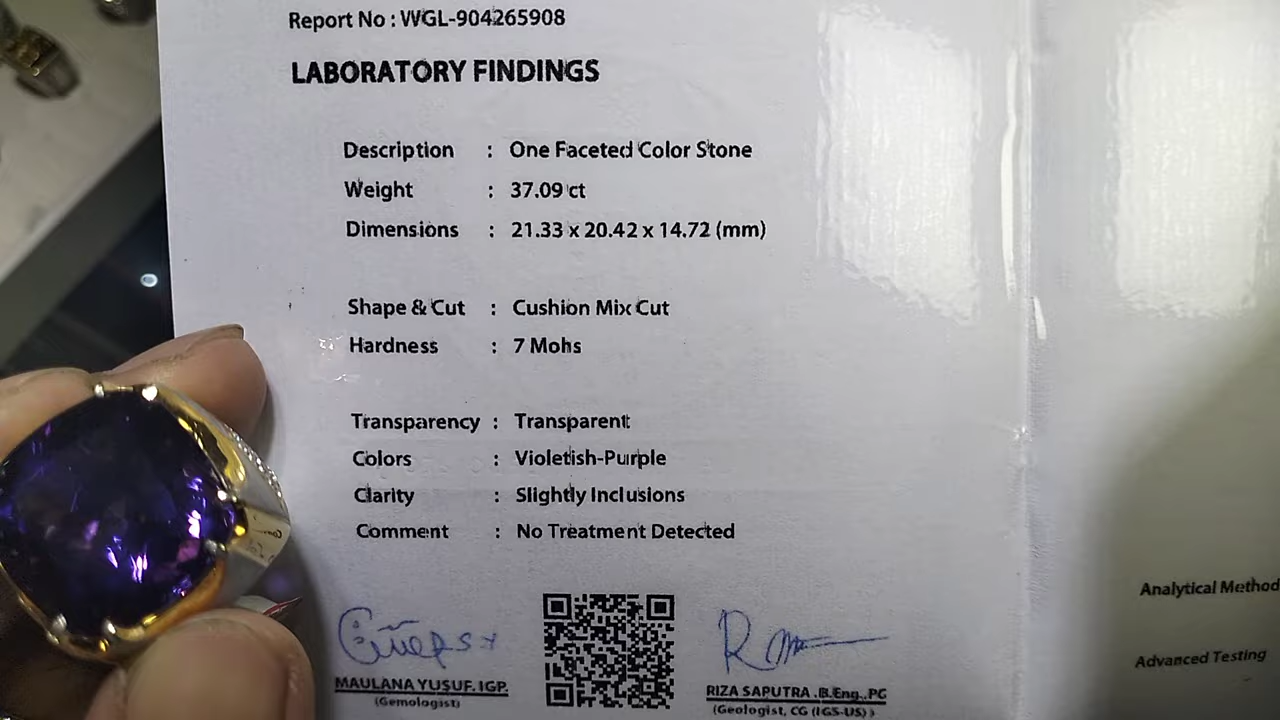 Report No : WGL-904265908
LABORATORY FINDINGS
Description : One Faceted Color Stone
Weight : 37.09 ct
Dimensions : 21.33 x 20.42 x 14.72 (mm)
Shape & Cut : Cushion Mix Cut
Hardness : 7 Mohs
Transparency : Transparent
Colors : Violetish-Purple
Clarity : Slightly Inclusions
Comment : No Treatment Detected
MAULANA YUSUF. IGP.
(Gemologist)
RIZA SAPUTRA .B.Eng.,PG
(Geologist, CG (IGS-US) )
Analytical Method
Advanced Testing